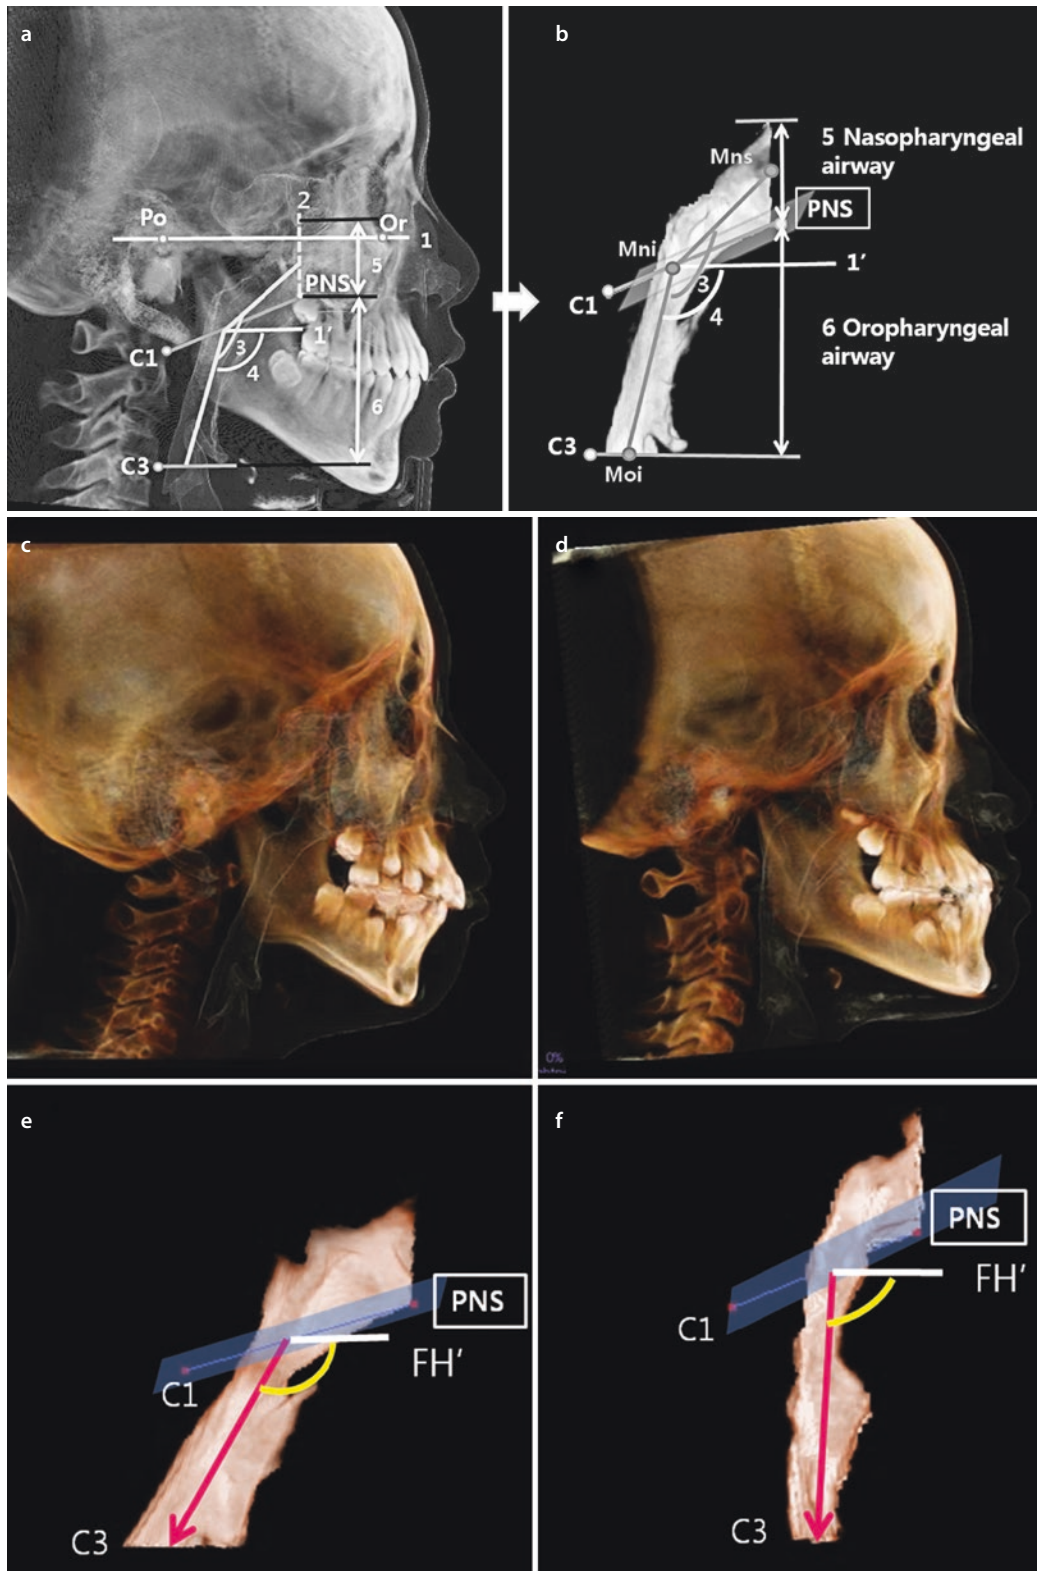 a
2
Po
Or
1
5
PNS
1′
C1
3
4
6
C3
b
5 Nasopharyngeal
airway
Mns
PNS
Mni
1′
3
C1
4
6 Oropharyngeal
airway
C3
Moi
c
d
0%
e
PNS
FH′
C1
C3
f
PNS
FH′
C1
C3